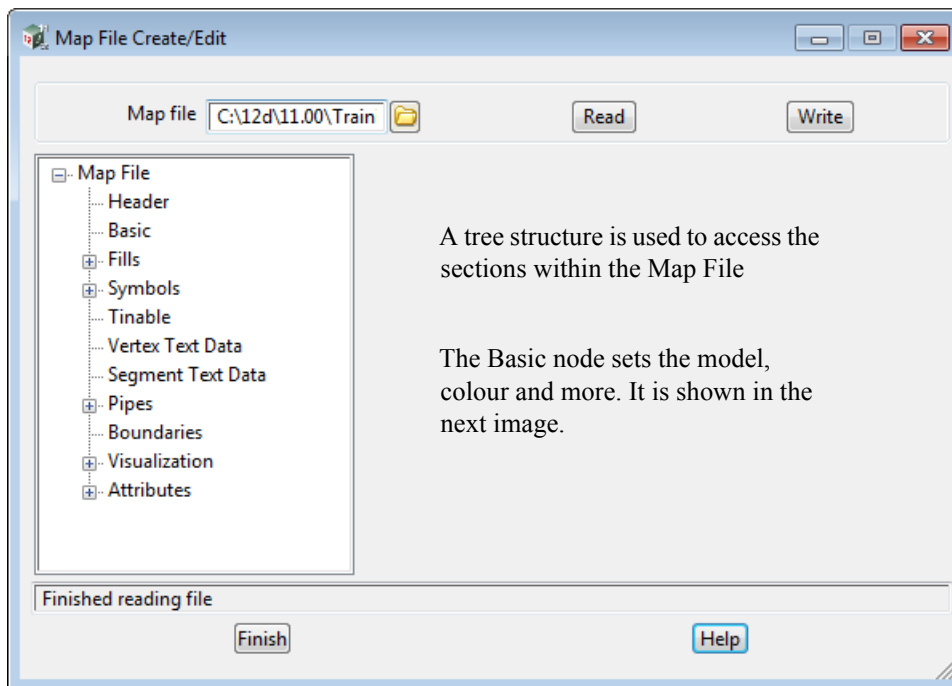 Map File Create/Edit
Map file C:\12d\11.00\Train Read Write
Map File
Header
Basic
Fills
Symbols
Tinable
Vertex Text Data
Segment Text Data
Pipes
Boundaries
Visualization
Attributes
A tree structure is used to access the
sections within the Map File
The Basic node sets the model,
colour and more. It is shown in the
next image.
Finished reading file
Finish Help